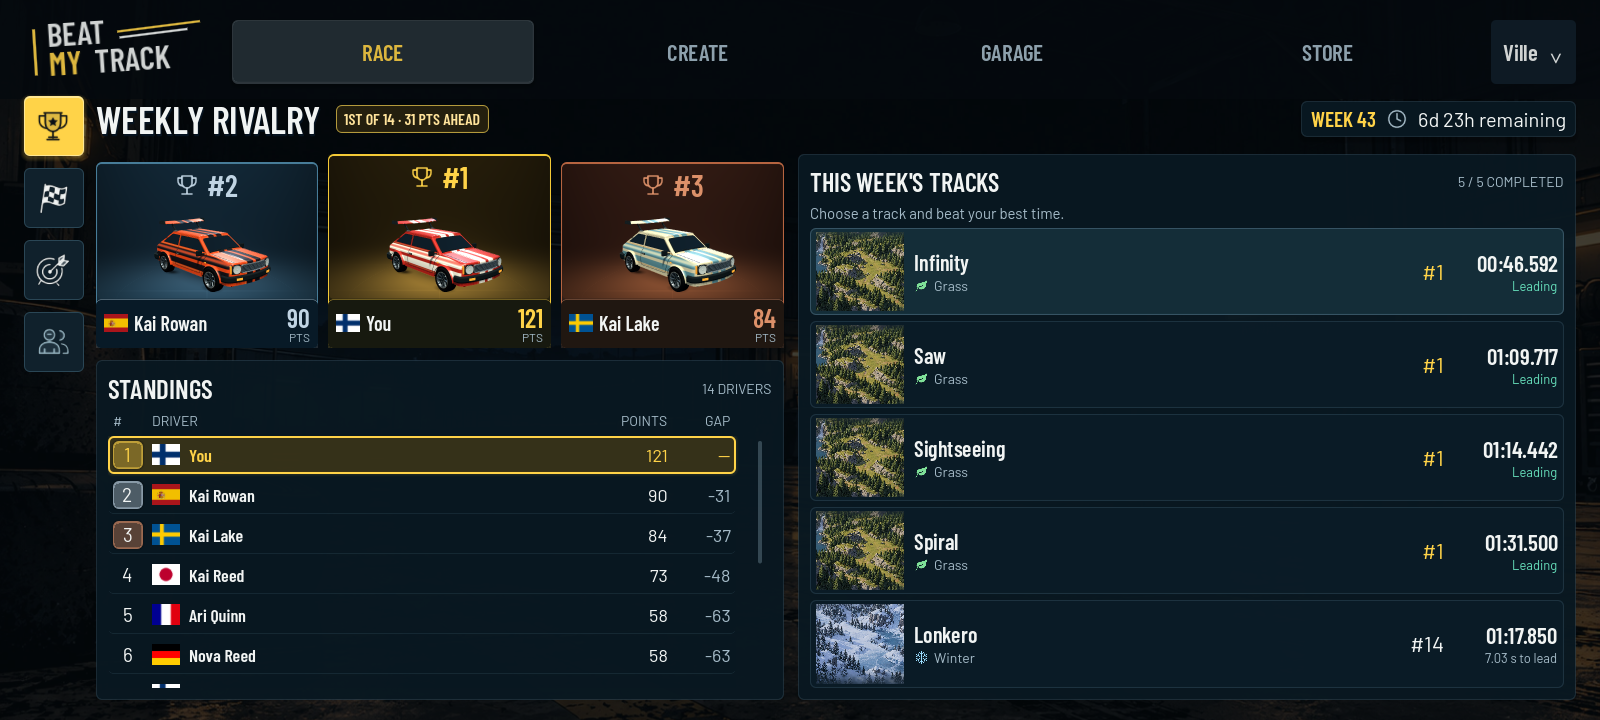 BEAT
MY TRACK
RACE
CREATE
GARAGE
STORE
Ville
WEEKLY RIVALRY
1ST OF 14 · 31 PTS AHEAD
WEEK 43
6d 23h remaining
#2
Kai Rowan
90
PTS
#1
You
121
PTS
#3
Kai Lake
84
PTS
STANDINGS
14 DRIVERS
# DRIVER POINTS GAP
1 You 121 –
2 Kai Rowan 90 -31
3 Kai Lake 84 -37
4 Kai Reed 73 -48
5 Ari Quinn 58 -63
6 Nova Reed 58 -63
THIS WEEK'S TRACKS
5 / 5 COMPLETED
Choose a track and beat your best time.
Infinity
Grass
#1
00:46.592
Leading
Saw
Grass
#1
01:09.717
Leading
Sightseeing
Grass
#1
01:14.442
Leading
Spiral
Grass
#1
01:31.500
Leading
Lonkero
Winter
#14
01:17.850
7.03 s to lead